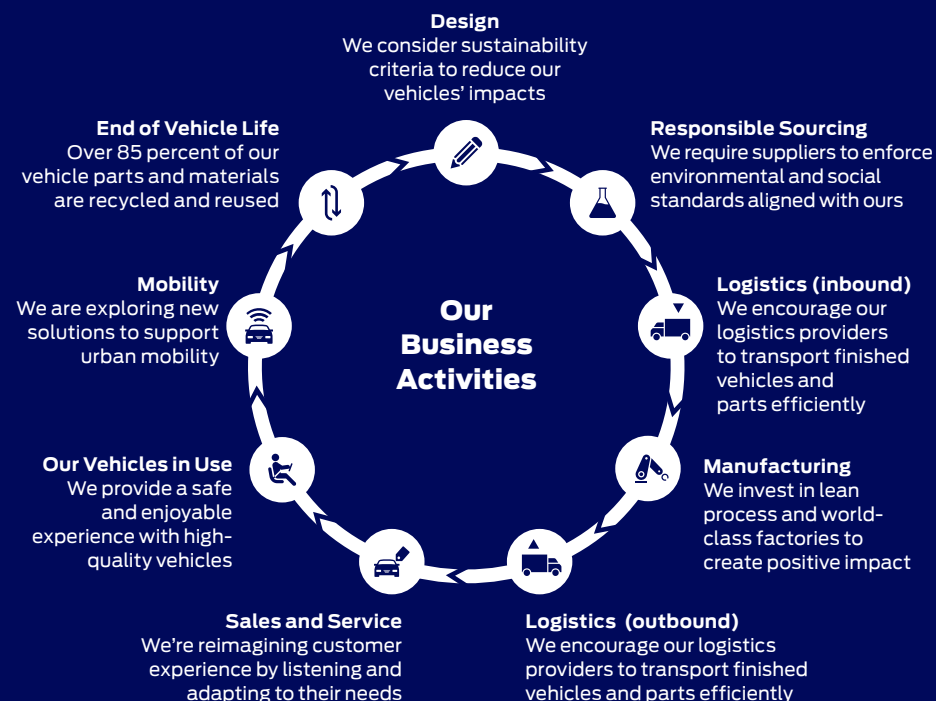 Design
We consider sustainability
criteria to reduce our
vehicles’ impacts
Responsible Sourcing
We require suppliers to enforce
environmental and social
standards aligned with ours
Logistics (inbound)
We encourage our
logistics providers
to transport finished
vehicles and
parts efficiently
Manufacturing
We invest in lean
process and world-
class factories to
create positive impact
Logistics (outbound)
We encourage our logistics
providers to transport finished
vehicles and parts efficiently
Sales and Service
We’re reimagining customer
experience by listening and
adapting to their needs
Our Vehicles in Use
We provide a safe
and enjoyable
experience with high-
quality vehicles
Mobility
We are exploring new
solutions to support
urban mobility
End of Vehicle Life
Over 85 percent of our
vehicle parts and materials
are recycled and reused
Our
Business
Activities